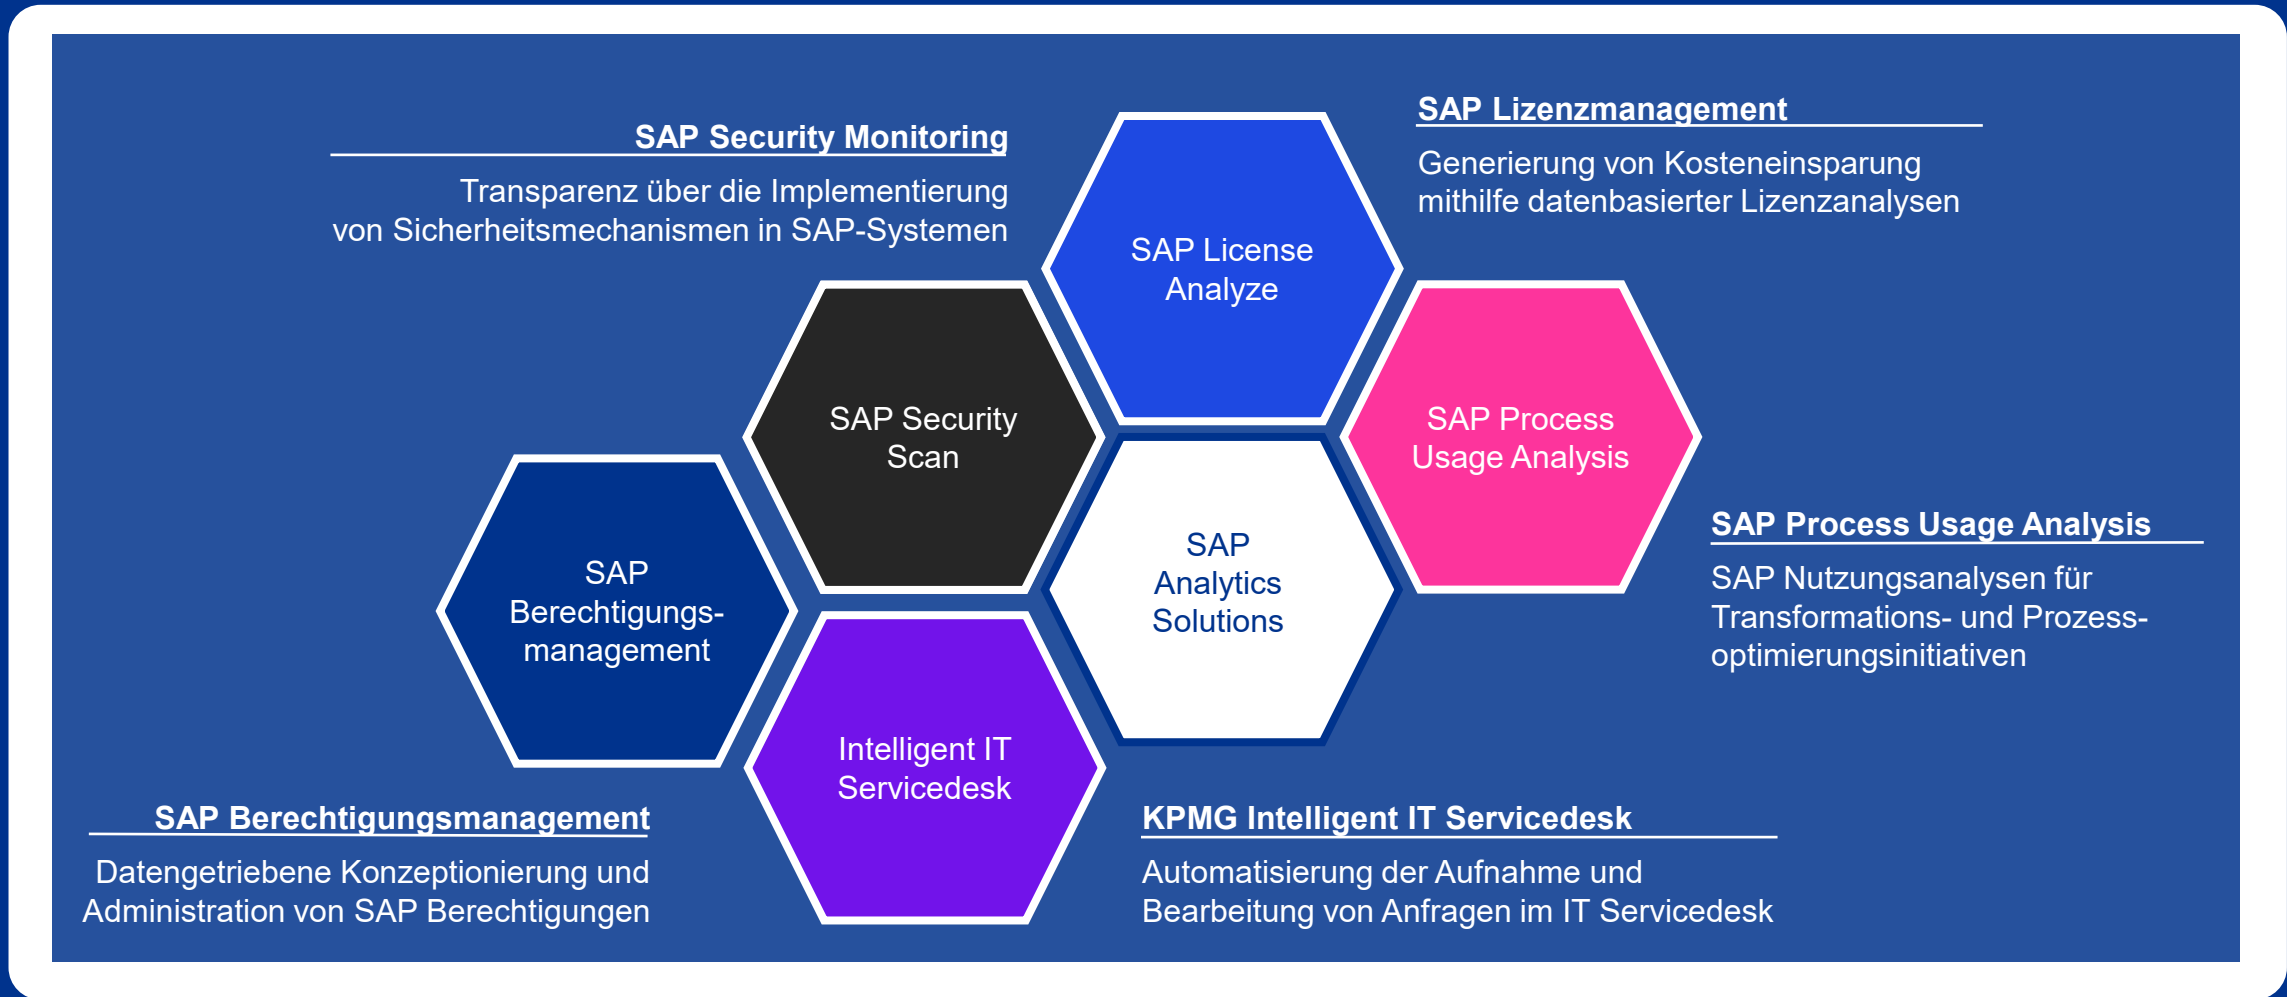 SAP Security Monitoring
Transparenz über die Implementierung
von Sicherheitsmechanismen in SAP-Systemen
SAP Lizenzmanagement
Generierung von Kosteneinsparung
mithilfe datenbasierter Lizenzanalysen
SAP License
Analyze
SAP Security
Scan
SAP Process
Usage Analysis
SAP
Berechtigungs-
management
SAP
Analytics
Solutions
SAP Process Usage Analysis
SAP Nutzungsanalysen für
Transformations- und Prozess-
optimierungsinitiativen
Intelligent IT
Servicedesk
SAP Berechtigungsmanagement
Datengetriebene Konzeptionierung und
Administration von SAP Berechtigungen
KPMG Intelligent IT Servicedesk
Automatisierung der Aufnahme und
Bearbeitung von Anfragen im IT Servicedesk